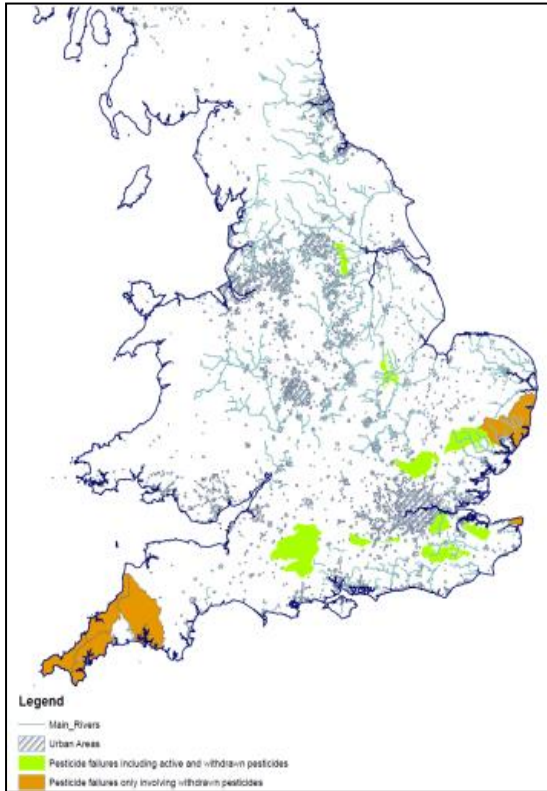 Legend
Main_Rivers
Urban Areas
Pesticide failures including active and withdrawn pesticides
Pesticide failures only involving withdrawn pesticides